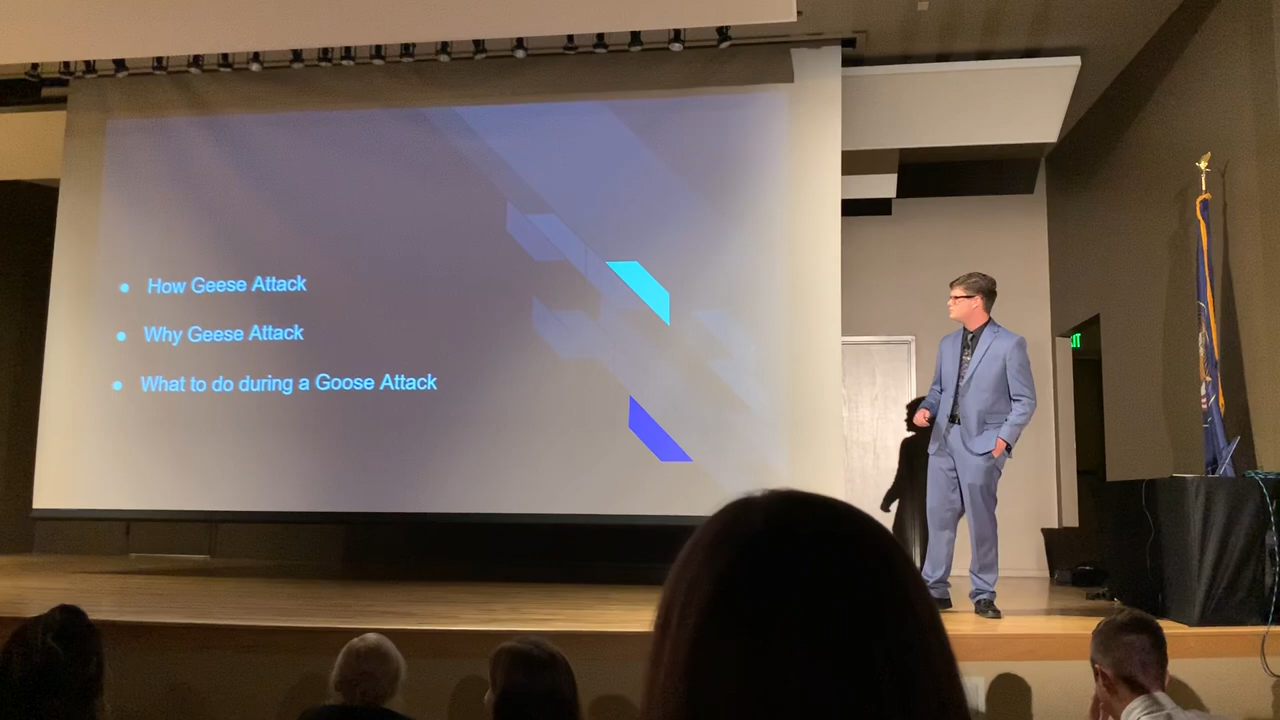 How Geese Attack
Why Geese Attack
What to do during a Goose Attack